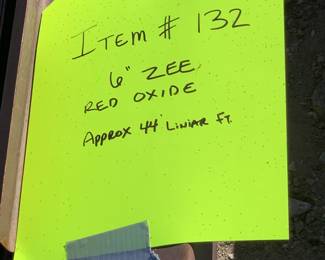 ITEM # 132
6" ZEE
RED OXIDE
APPROX 44' LINIAR FT.